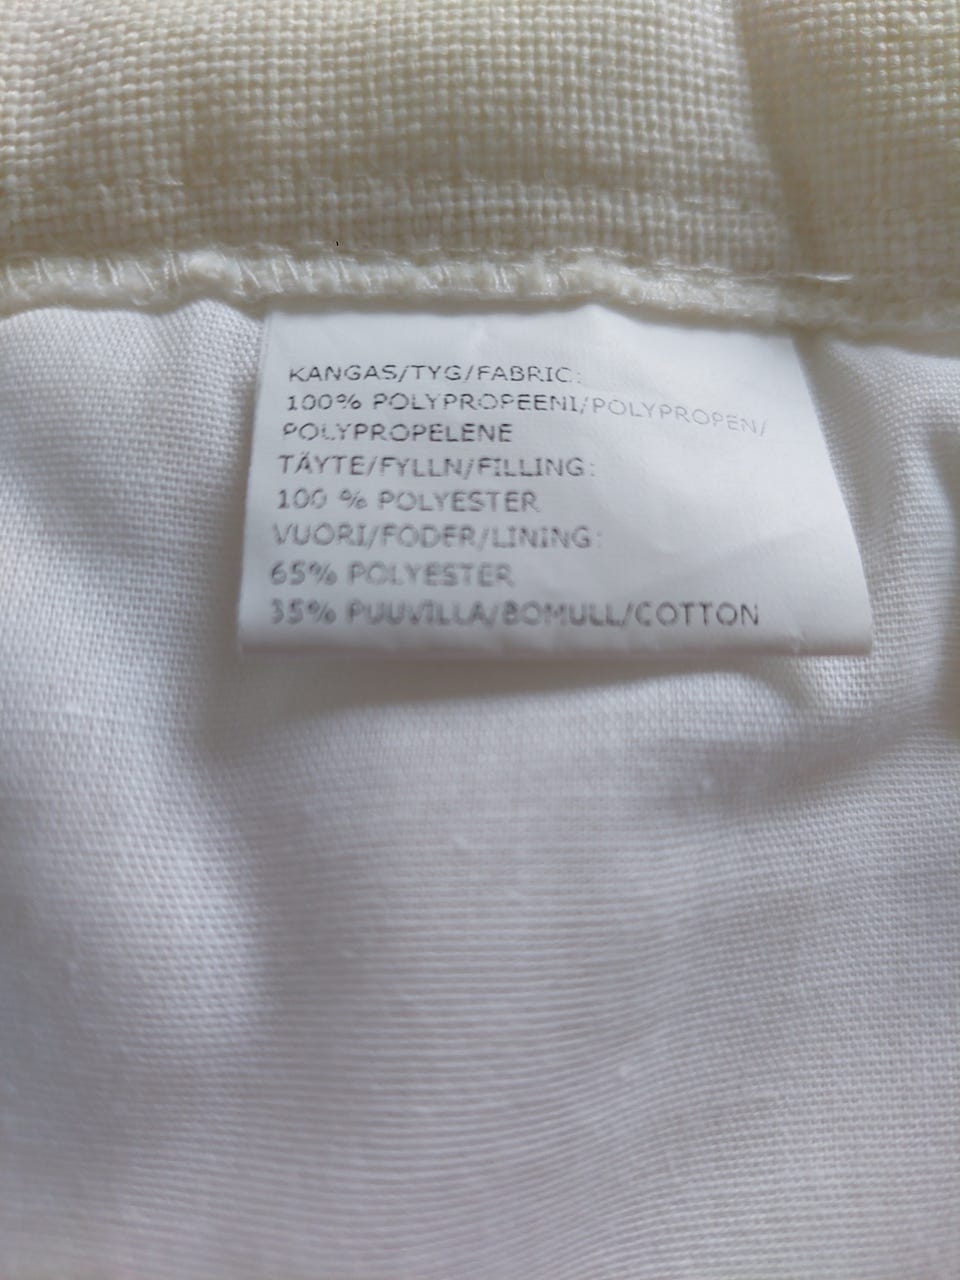 KANGAS/TYG/FABRIC:
100% POLYPROPEENI/POLYPROPEN/
POLYPROPELENE
TÄYTE/FYLLN/FILLING:
100 % POLYESTER
VUORI/FODER/LINING:
65% POLYESTER
35% PUUVILLA/BOMULL/COTTON